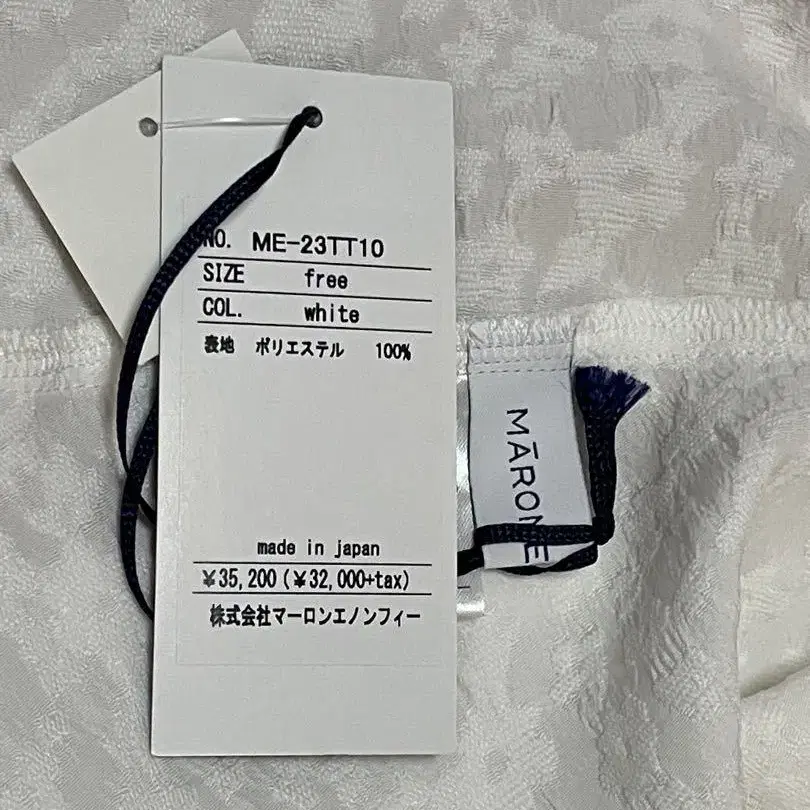 NO. ME-23TT10
SIZE free
COL. white
表地 ポリエステル 100%
made in japan
¥35,200(¥32,000+tax)
株式会社マーロンエノンフィー
MĀRONE